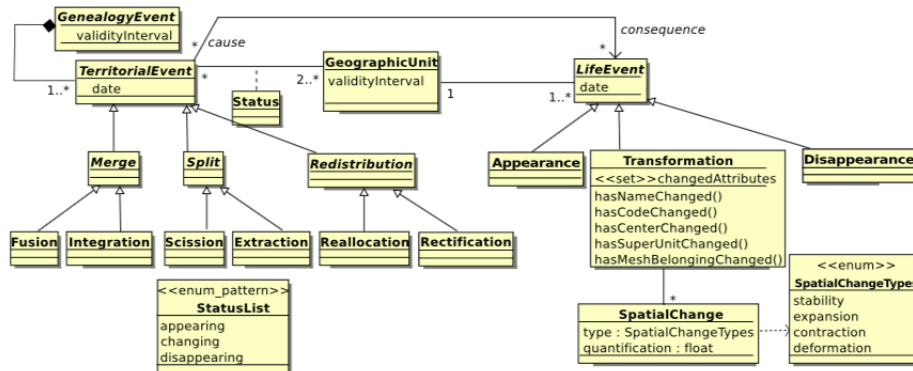 GenealogyEvent
validityInterval
* cause
consequence *
TerritorialEvent
date
1..*
*
2..*
GeographicUnit
validityInterval
1
1..*
LifeEvent
date
Status
Merge
Split
Redistribution
Appearance
Transformation
<<set>>changedAttributes
hasNameChanged()
hasCodeChanged()
hasCenterChanged()
hasSuperUnitChanged()
hasMeshBelongingChanged()
Disappearance
Fusion
Integration
Scission
Extraction
Reallocation
Rectification
<<enum_pattern>>
StatusList
appearing
changing
disappearing
*
SpatialChange
type : SpatialChangeTypes
quantification : float
<<enum>>
SpatialChangeTypes
stability
expansion
contraction
deformation